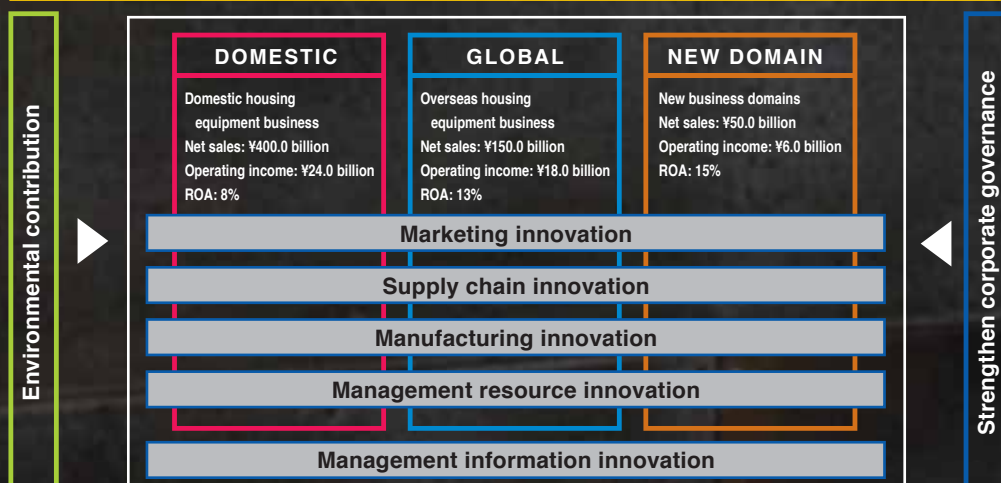 Environmental contribution
DOMESTIC
Domestic housing
equipment business
Net sales: ¥400.0 billion
Operating income: ¥24.0 billion
ROA: 8%
GLOBAL
Overseas housing
equipment business
Net sales: ¥150.0 billion
Operating income: ¥18.0 billion
ROA: 13%
NEW DOMAIN
New business domains
Net sales: ¥50.0 billion
Operating income: ¥6.0 billion
ROA: 15%
Marketing innovation
Supply chain innovation
Manufacturing innovation
Management resource innovation
Management information innovation
Strengthen corporate governance